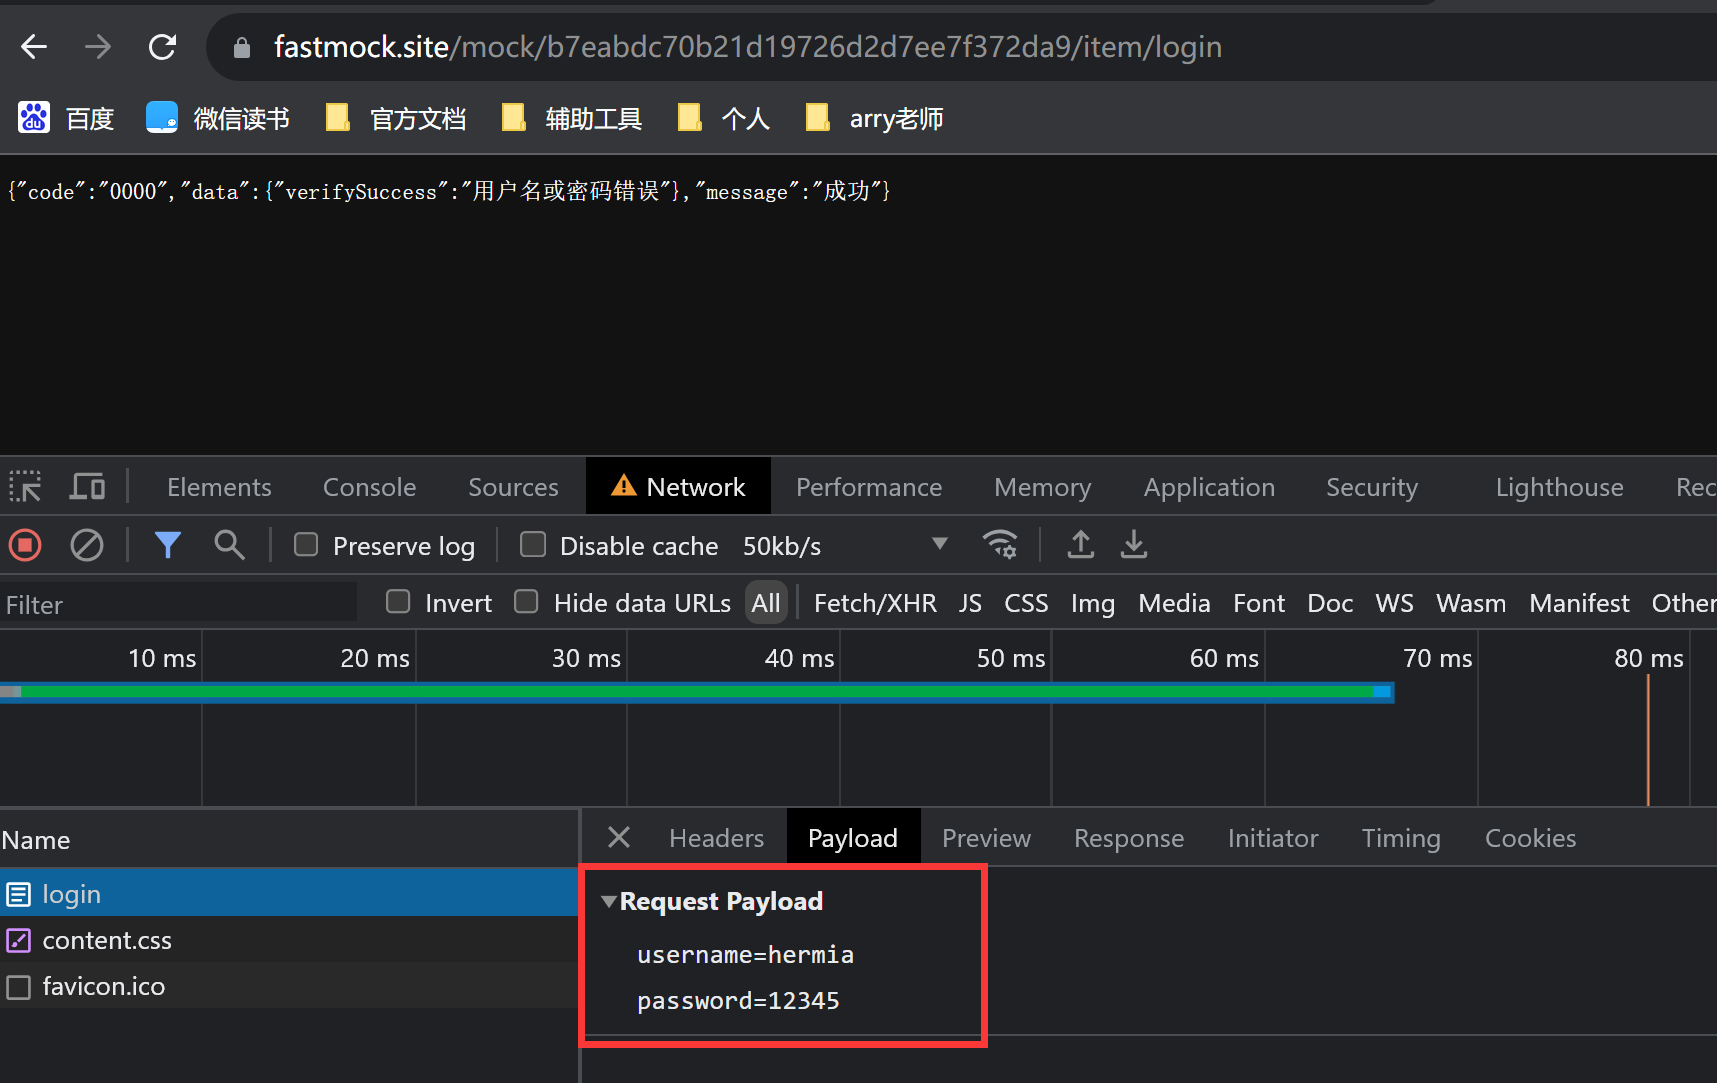 fastmock.site/mock/b7eabdc70b21d19726d2d7ee7f372da9/item/login
du 百度 微信读书 官方文档 辅助工具 个人 arry老师
{"code":"0000","data":{"verifySuccess":"用户名或密码错误"},"message":"成功"}
Elements Console Sources Network Performance Memory Application Security Lighthouse Rec
Preserve log Disable cache 50kb/s
Filter Invert Hide data URLs All Fetch/XHR JS CSS Img Media Font Doc WS Wasm Manifest Other
10 ms 20 ms 30 ms 40 ms 50 ms 60 ms 70 ms 80 ms
Name Headers Payload Preview Response Initiator Timing Cookies
login
content.css
favicon.ico
Request Payload
username=hermia
password=12345